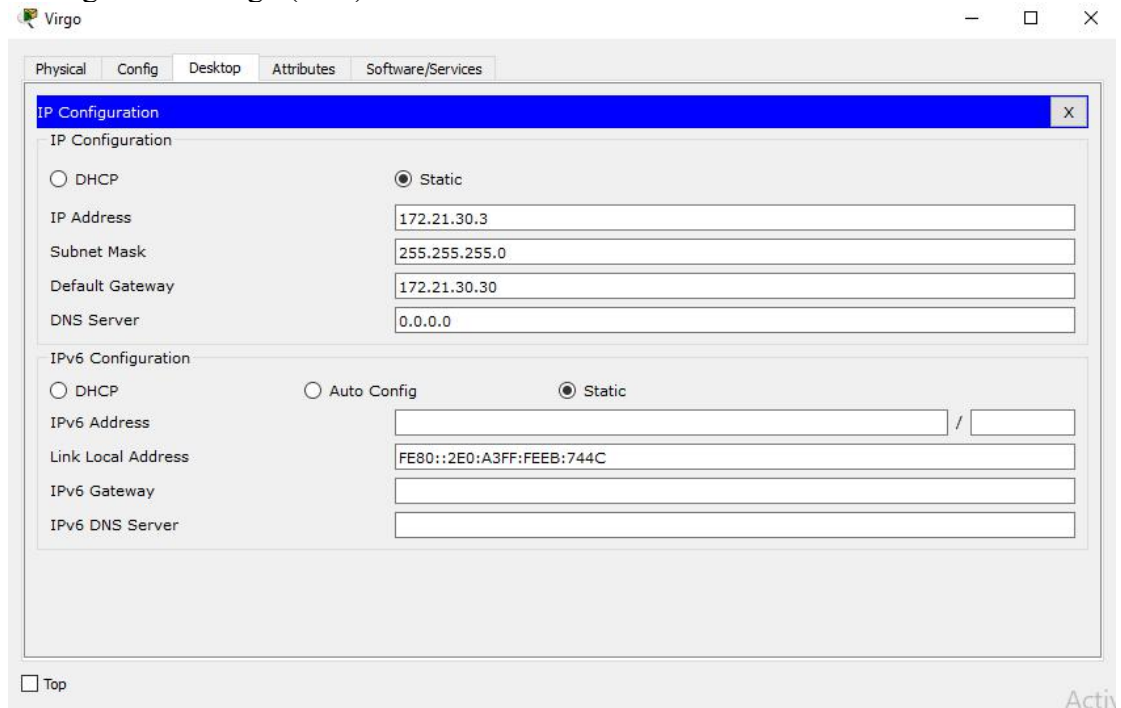 Virgo
Physical Config Desktop Attributes Software/Services
IP Configuration X
IP Configuration
DHCP Static
IP Address 172.21.30.3
Subnet Mask 255.255.255.0
Default Gateway 172.21.30.30
DNS Server 0.0.0.0
IPv6 Configuration
DHCP Auto Config Static
IPv6 Address /
Link Local Address FE80::2E0:A3FF:FEEB:744C
IPv6 Gateway
IPv6 DNS Server
Top
Activ